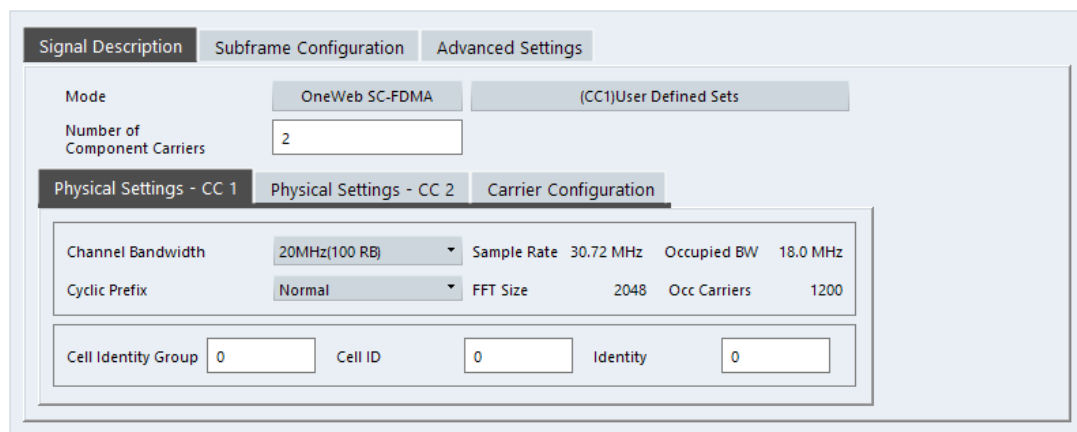 Signal Description Subframe Configuration Advanced Settings
Mode OneWeb SC-FDMA (CC1)User Defined Sets
Number of
Component Carriers 2
Physical Settings - CC 1 Physical Settings - CC 2 Carrier Configuration
Channel Bandwidth 20MHz(100 RB) Sample Rate 30.72 MHz Occupied BW 18.0 MHz
Cyclic Prefix Normal FFT Size 2048 Occ Carriers 1200
Cell Identity Group 0 Cell ID 0 Identity 0